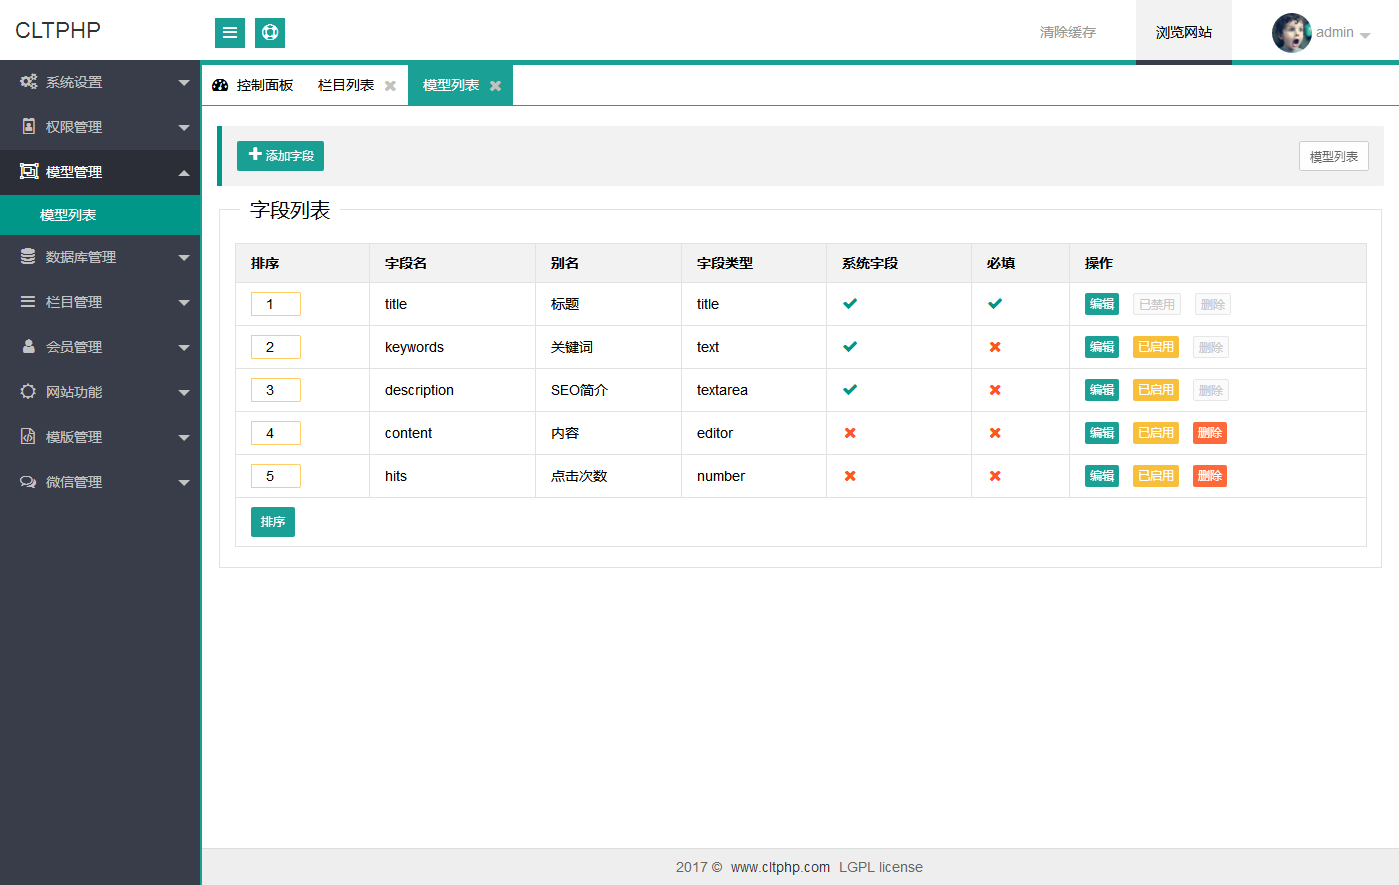 CLTPHP
清除缓存
浏览网站
admin
系统设置
权限管理
模型管理
模型列表
数据库管理
栏目管理
会员管理
网站功能
模版管理
微信管理
控制面板
栏目列表
模型列表
添加字段
模型列表
字段列表
排序 字段名 别名 字段类型 系统字段 必填 操作
1 title 标题 title 编辑 已禁用 删除
2 keywords 关键词 text 编辑 已启用 删除
3 description SEO简介 textarea 编辑 已启用 删除
4 content 内容 editor 编辑 已启用 删除
5 hits 点击次数 number 编辑 已启用 删除
排序
2017 © www.cltphp.com LGPL license